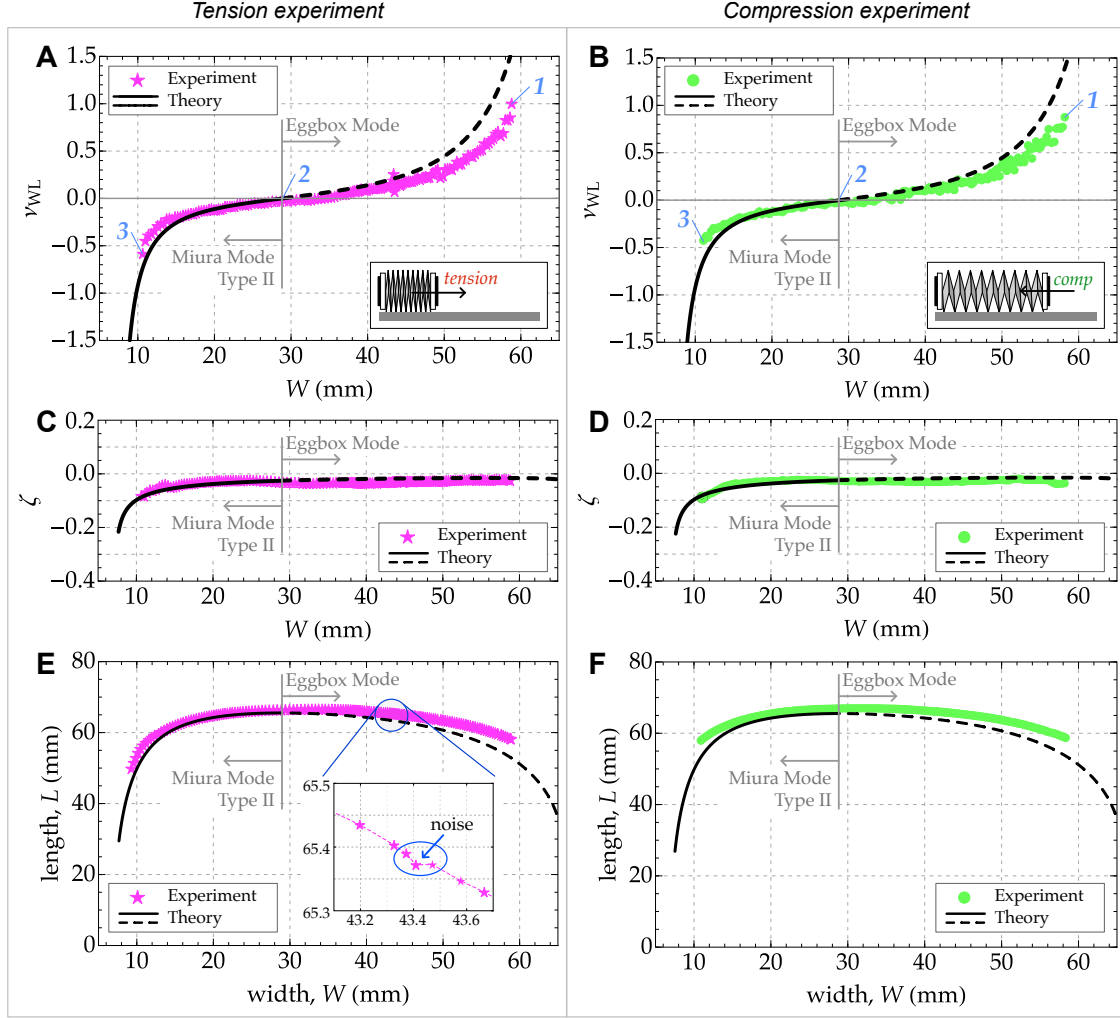 Tension experiment
Compression experiment
A
1.5
1.0
0.5
0.0
−0.5
−1.0
−1.5
νWL
Experiment
Theory
Eggbox Mode
1
2
3
Miura Mode
Type II
tension
10 20 30 40 50 60
W (mm)
B
1.5
1.0
0.5
0.0
−0.5
−1.0
−1.5
νWL
Experiment
Theory
Eggbox Mode
1
2
3
Miura Mode
Type II
comp
10 20 30 40 50 60
W (mm)
C
0.2
0.0
−0.2
−0.4
ζ
Eggbox Mode
Miura Mode
Type II
Experiment
Theory
10 20 30 40 50 60
W (mm)
D
0.2
0.0
−0.2
−0.4
ζ
Eggbox Mode
Miura Mode
Type II
Experiment
Theory
10 20 30 40 50 60
W (mm)
E
80
60
40
20
0
length, L (mm)
Eggbox Mode
Miura Mode
Type II
65.5
65.4
65.3
noise
43.2 43.4 43.6
Experiment
Theory
0 10 20 30 40 50 60
width, W (mm)
F
80
60
40
20
0
length, L (mm)
Eggbox Mode
Miura Mode
Type II
Experiment
Theory
10 20 30 40 50 60
width, W (mm)